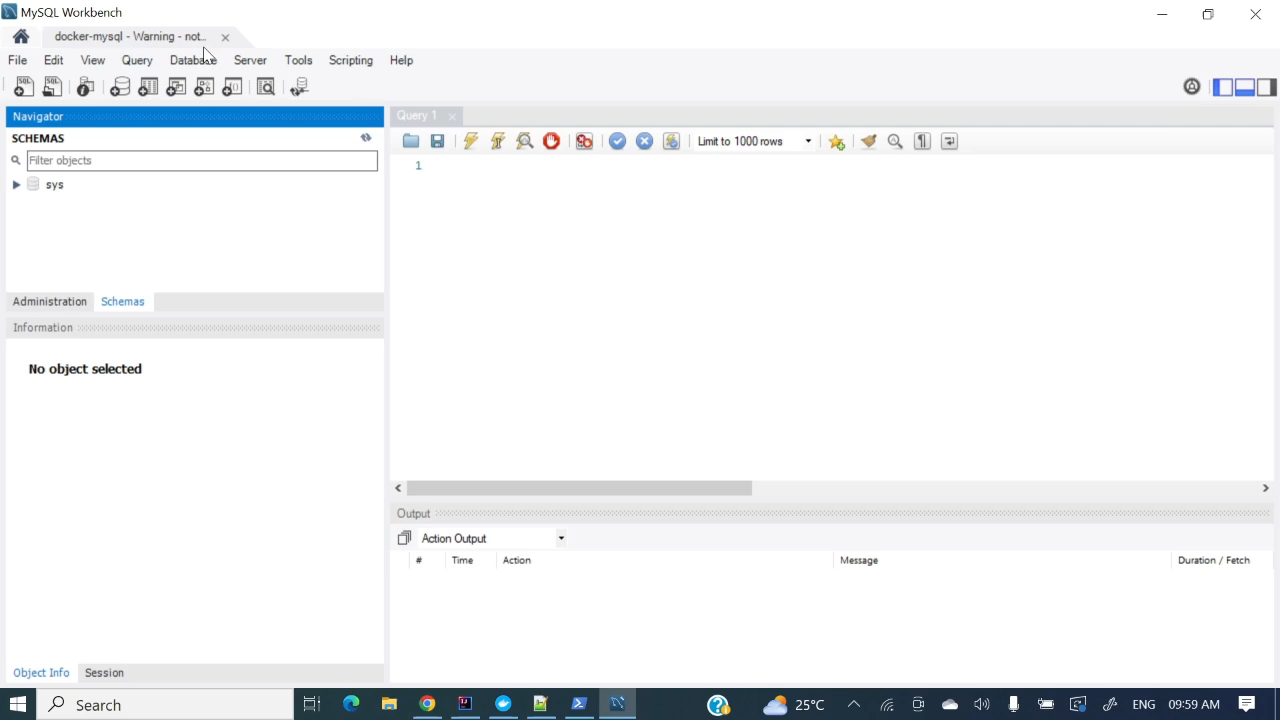 MySQL Workbench
docker-mysql - Warning - not...
File Edit View Query Database Server Tools Scripting Help
Navigator
SCHEMAS
Filter objects
sys
Administration Schemas
Information
No object selected
Object Info Session
Query 1
Limit to 1000 rows
1
Output
Action Output
# Time Action Message Duration / Fetch
Search
25°C
ENG
09:59 AM